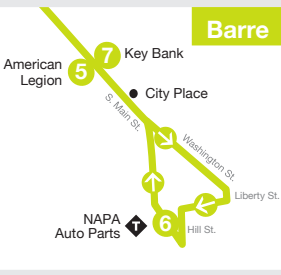 Barre
7 Key Bank
American
Legion 5
City Place
S. Main St.
Washington St.
Liberty St.
NAPA
Auto Parts T 6
Hill St.